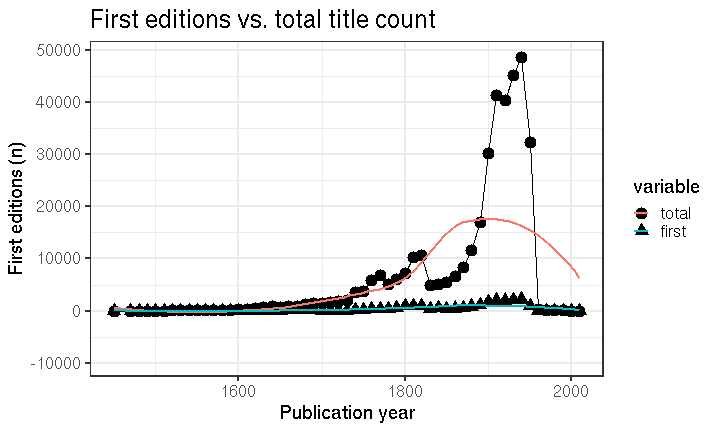 First editions vs. total title count
First editions (n)
50000
40000
30000
20000
10000
0
-10000
1600
1800
2000
Publication year
variable
total
first